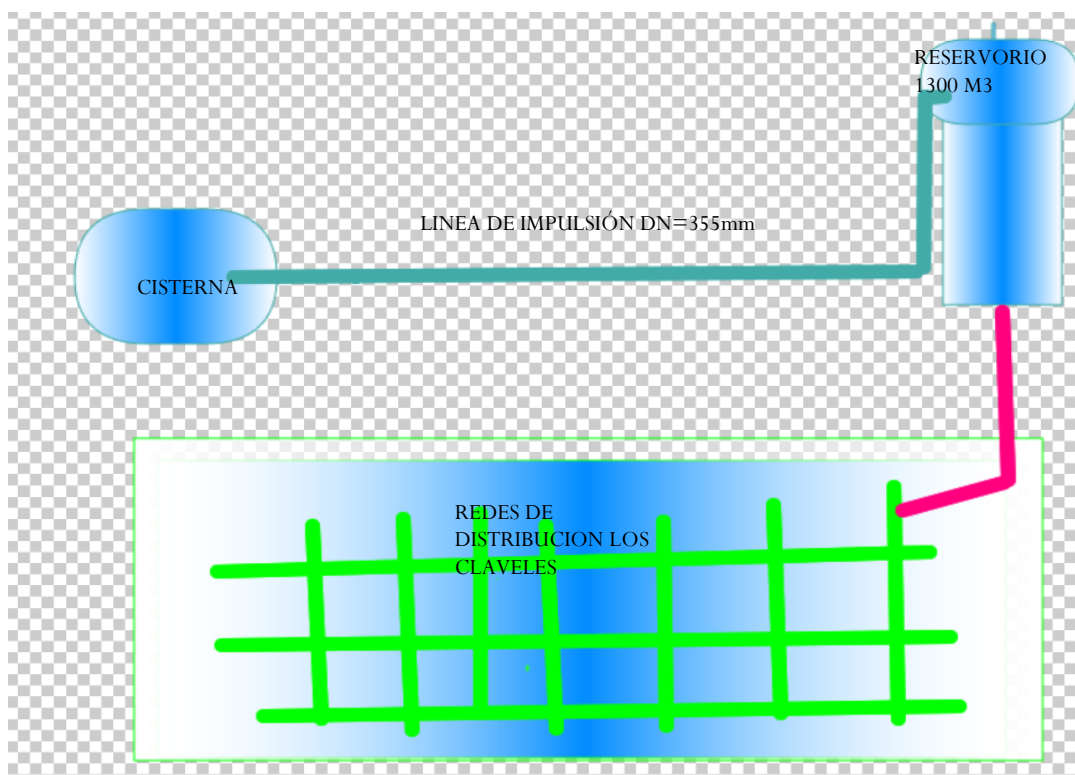 RESERVORIO
1300 M3
LINEA DE IMPULSIÓN DN=355mm
CISTERNA
REDES DE
DISTRIBUCION LOS
CLAVELES